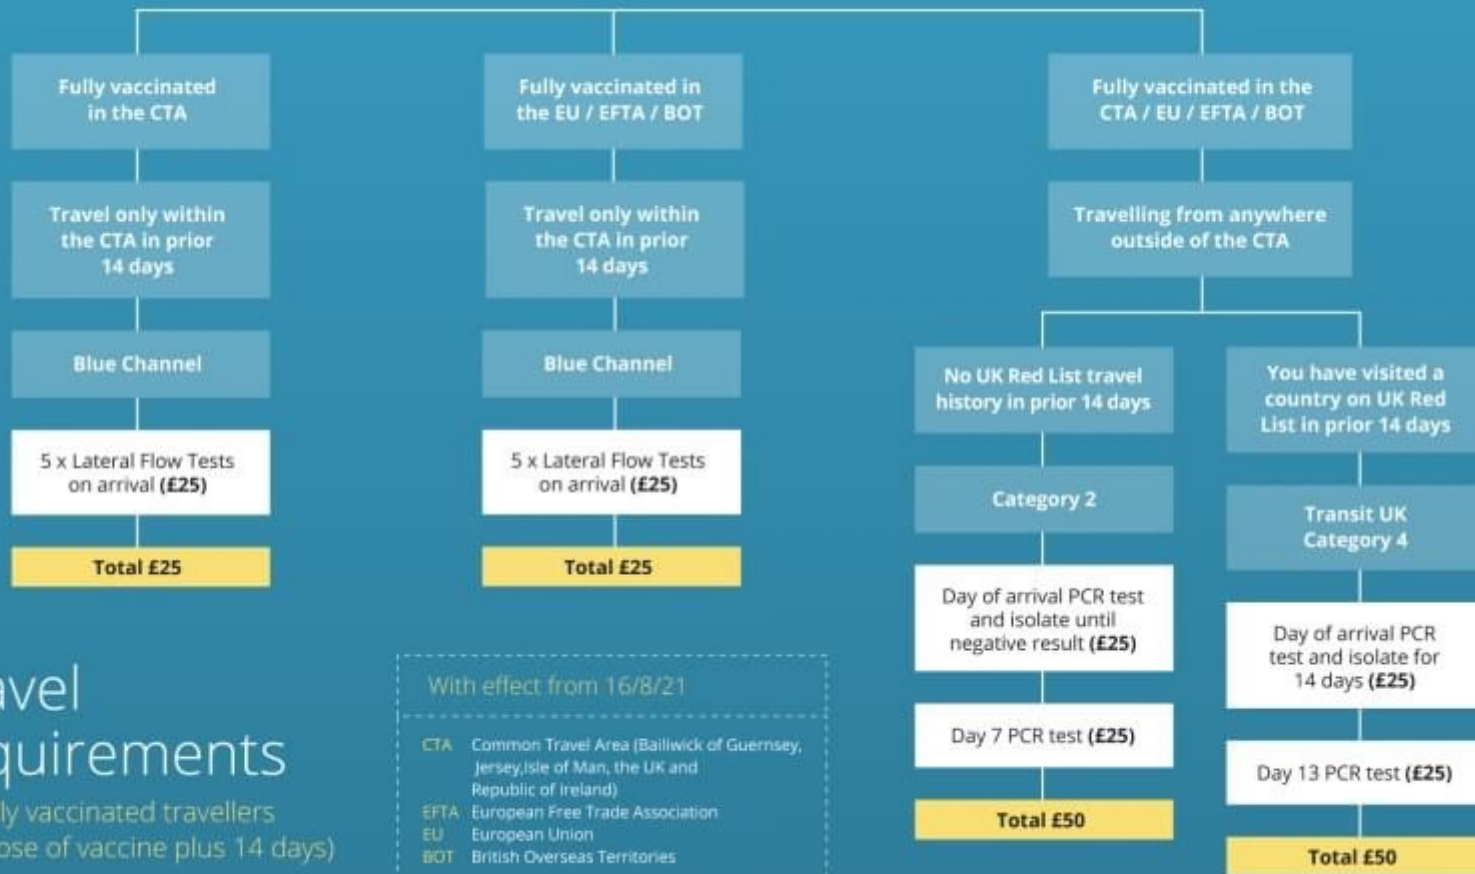 Fully vaccinated
in the CTA
Travel only within
the CTA in prior
14 days
Blue Channel
5 x Lateral Flow Tests
on arrival (£25)
Total £25
Fully vaccinated in
the EU / EFTA / BOT
Travel only within
the CTA in prior
14 days
Blue Channel
5 x Lateral Flow Tests
on arrival (£25)
Total £25
Fully vaccinated in the
CTA / EU / EFTA / BOT
Travelling from anywhere
outside of the CTA
No UK Red List travel
history in prior 14 days
Category 2
Day of arrival PCR test
and isolate until
negative result (£25)
Day 7 PCR test (£25)
Total £50
You have visited a
country on UK Red
List in prior 14 days
Transit UK
Category 4
Day of arrival PCR
test and isolate for
14 days (£25)
Day 13 PCR test (£25)
Total £50
avel
quirements
ly vaccinated travellers
ose of vaccine plus 14 days)
With effect from 16/8/21
CTA Common Travel Area (Bailiwick of Guernsey,
Jersey,Isle of Man, the UK and
Republic of Ireland)
EFTA European Free Trade Association
EU European Union
BOT British Overseas Territories